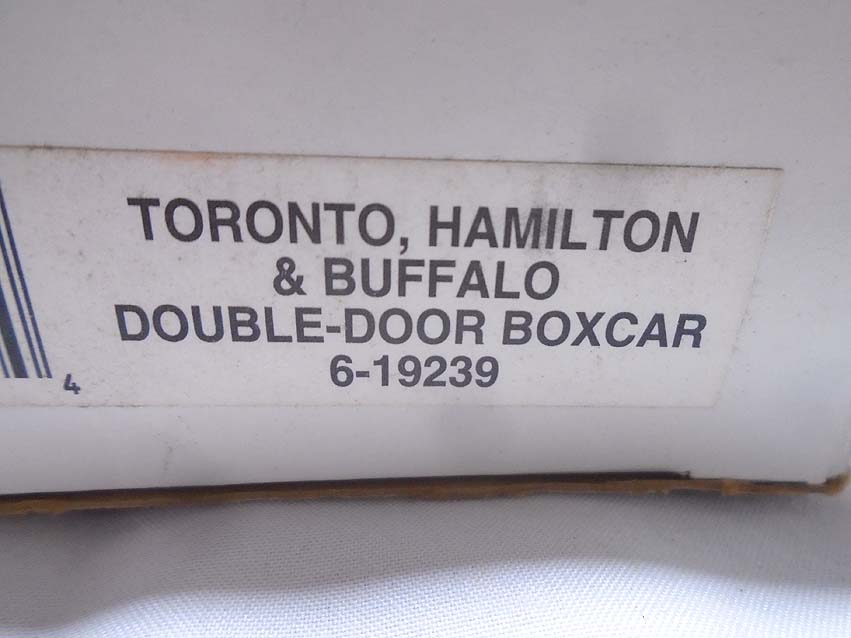 TORONTO, HAMILTON
& BUFFALO
DOUBLE-DOOR BOXCAR
6-19239
4